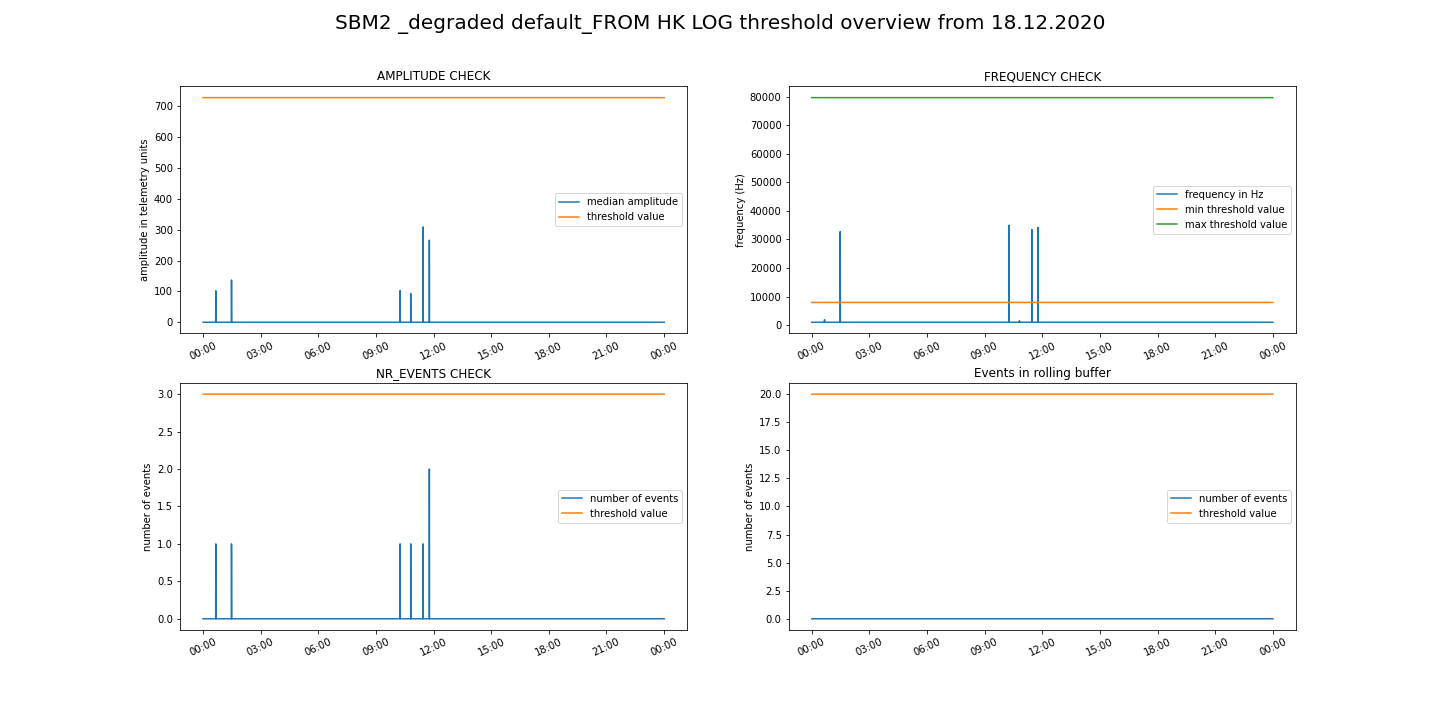 SBM2 _degraded default_FROM HK LOG threshold overview from 18.12.2020
AMPLITUDE CHECK
amplitude in telemetry units
700
600
500
400
300
200
100
0
median amplitude
threshold value
00:00 03:00 06:00 09:00 12:00 15:00 18:00 21:00 00:00
FREQUENCY CHECK
frequency (Hz)
80000
70000
60000
50000
40000
30000
20000
10000
0
frequency in Hz
min threshold value
max threshold value
00:00 03:00 06:00 09:00 12:00 15:00 18:00 21:00 00:00
NR_EVENTS CHECK
number of events
3.0
2.5
2.0
1.5
1.0
0.5
0.0
number of events
threshold value
00:00 03:00 06:00 09:00 12:00 15:00 18:00 21:00 00:00
Events in rolling buffer
number of events
20.0
17.5
15.0
12.5
10.0
7.5
5.0
2.5
0.0
number of events
threshold value
00:00 03:00 06:00 09:00 12:00 15:00 18:00 21:00 00:00